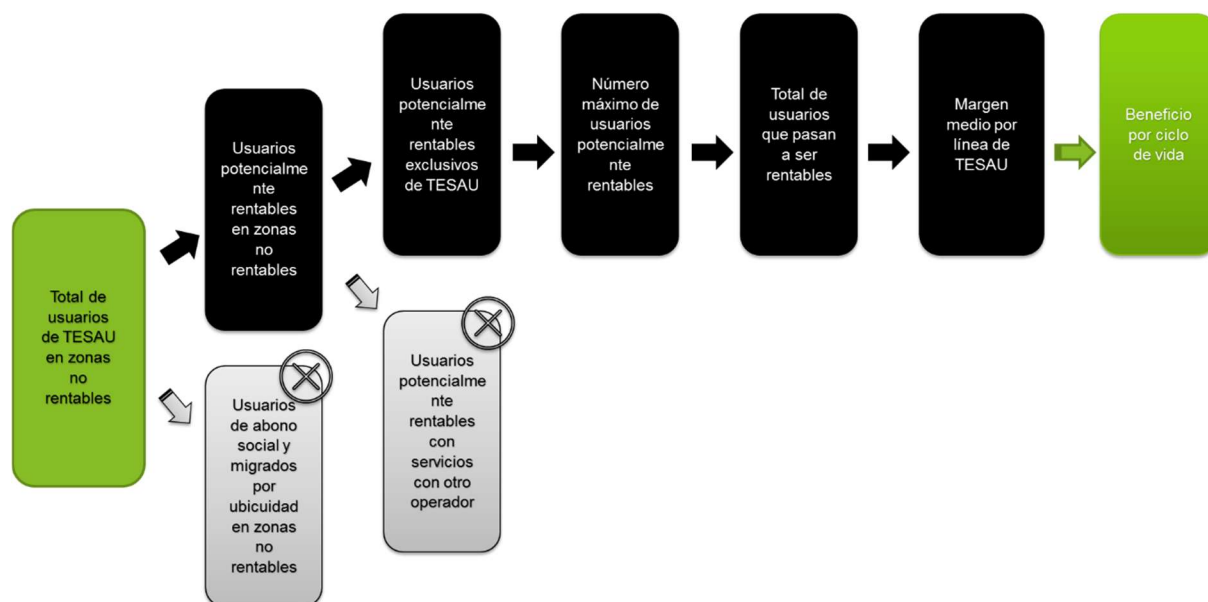 Total de
usuarios
de TESAU
en zonas
no
rentables
Usuarios
potencialme
nte
rentables
en zonas
no
rentables
Usuarios
de abono
social y
migrados
por
ubicuidad
en zonas
no
rentables
Usuarios
potencialme
nte
rentables
exclusivos
de TESAU
Usuarios
potencialme
nte
rentables
con
servicios
con otro
operador
Número
máximo de
usuarios
potencialme
nte
rentables
Total de
usuarios
que pasan
a ser
rentables
Margen
medio por
línea de
TESAU
Beneficio
por ciclo
de vida